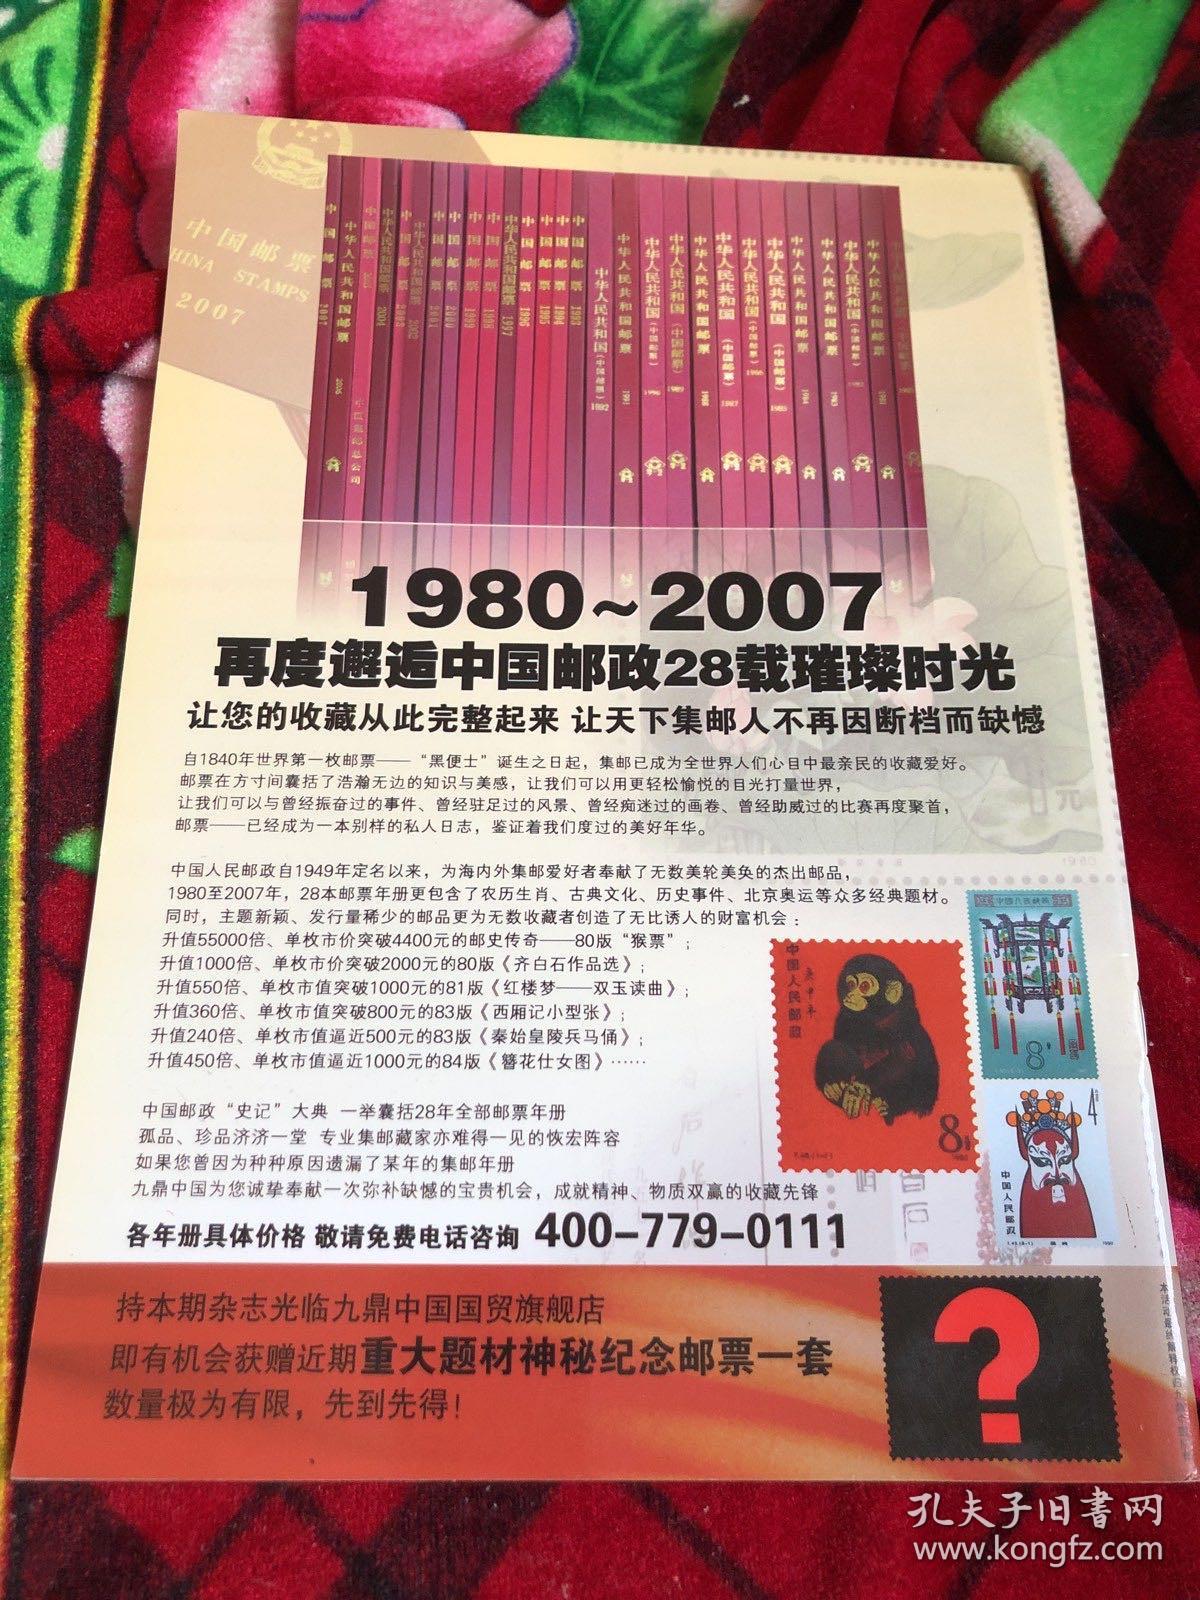 中国邮票
HINA STAMPS
2007
1980~2007
再度邂逅中国邮政28载璀璨时光
让您的收藏从此完整起来 让天下集邮人不再因断档而缺憾
自1840年世界第一枚邮票——“黑便士”诞生之日起，集邮已成为全世界人们心目中最亲民的收藏爱好。
邮票在方寸间囊括了浩瀚无边的知识与美感，让我们可以用更轻松愉悦的目光打量世界，
让我们可以与曾经振奋过的事件、曾经驻足过的风景、曾经痴迷过的画卷、曾经助威过的比赛再度聚首，
邮票——已经成为一本别样的私人日志，鉴证着我们度过的美好年华。
中国人民邮政自1949年定名以来，为海内外集邮爱好者奉献了无数美轮美奂的杰出邮品，
1980至2007年，28本邮票年册更包含了农历生肖、古典文化、历史事件、北京奥运等众多经典题材。
同时，主题新颖、发行量稀少的邮品更为无数收藏者创造了无比诱人的财富机会：
升值55000倍、单枚市价突破4400元的邮史传奇——80版“猴票”；
升值1000倍、单枚市价突破2000元的80版《齐白石作品选》；
升值550倍、单枚市值突破1000元的81版《红楼梦——双玉读曲》；
升值360倍、单枚市值突破800元的83版《西厢记小型张》；
升值240倍、单枚市值逼近500元的83版《秦始皇陵兵马俑》；
升值450倍、单枚市值逼近1000元的84版《簪花仕女图》……
中国邮政“史记”大典 一举囊括28年全部邮票年册
孤品、珍品济济一堂 专业集邮藏家亦难得一见的恢宏阵容
如果您曾因为种种原因遗漏了某年的集邮年册
九鼎中国为您诚挚奉献一次弥补缺憾的宝贵机会，成就精神、物质双赢的收藏先锋
各年册具体价格 敬请免费电话咨询 400-779-0111
中国人民邮政
庚申年
8分
1980
中国人民邮政
8分
4分
中国人民邮政
1980
元
持本期杂志光临九鼎中国国贸旗舰店
即有机会获赠近期重大题材神秘纪念邮票一套
数量极为有限，先到先得！
?
孔夫子旧书网
www.kongfz.com